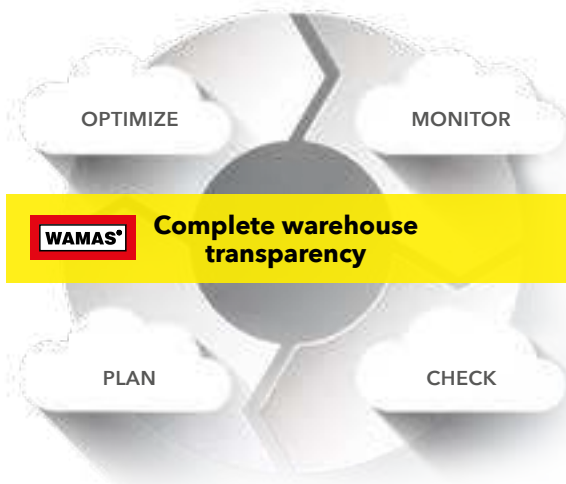 OPTIMIZE
MONITOR
WAMAS®
Complete warehouse
transparency
PLAN
CHECK